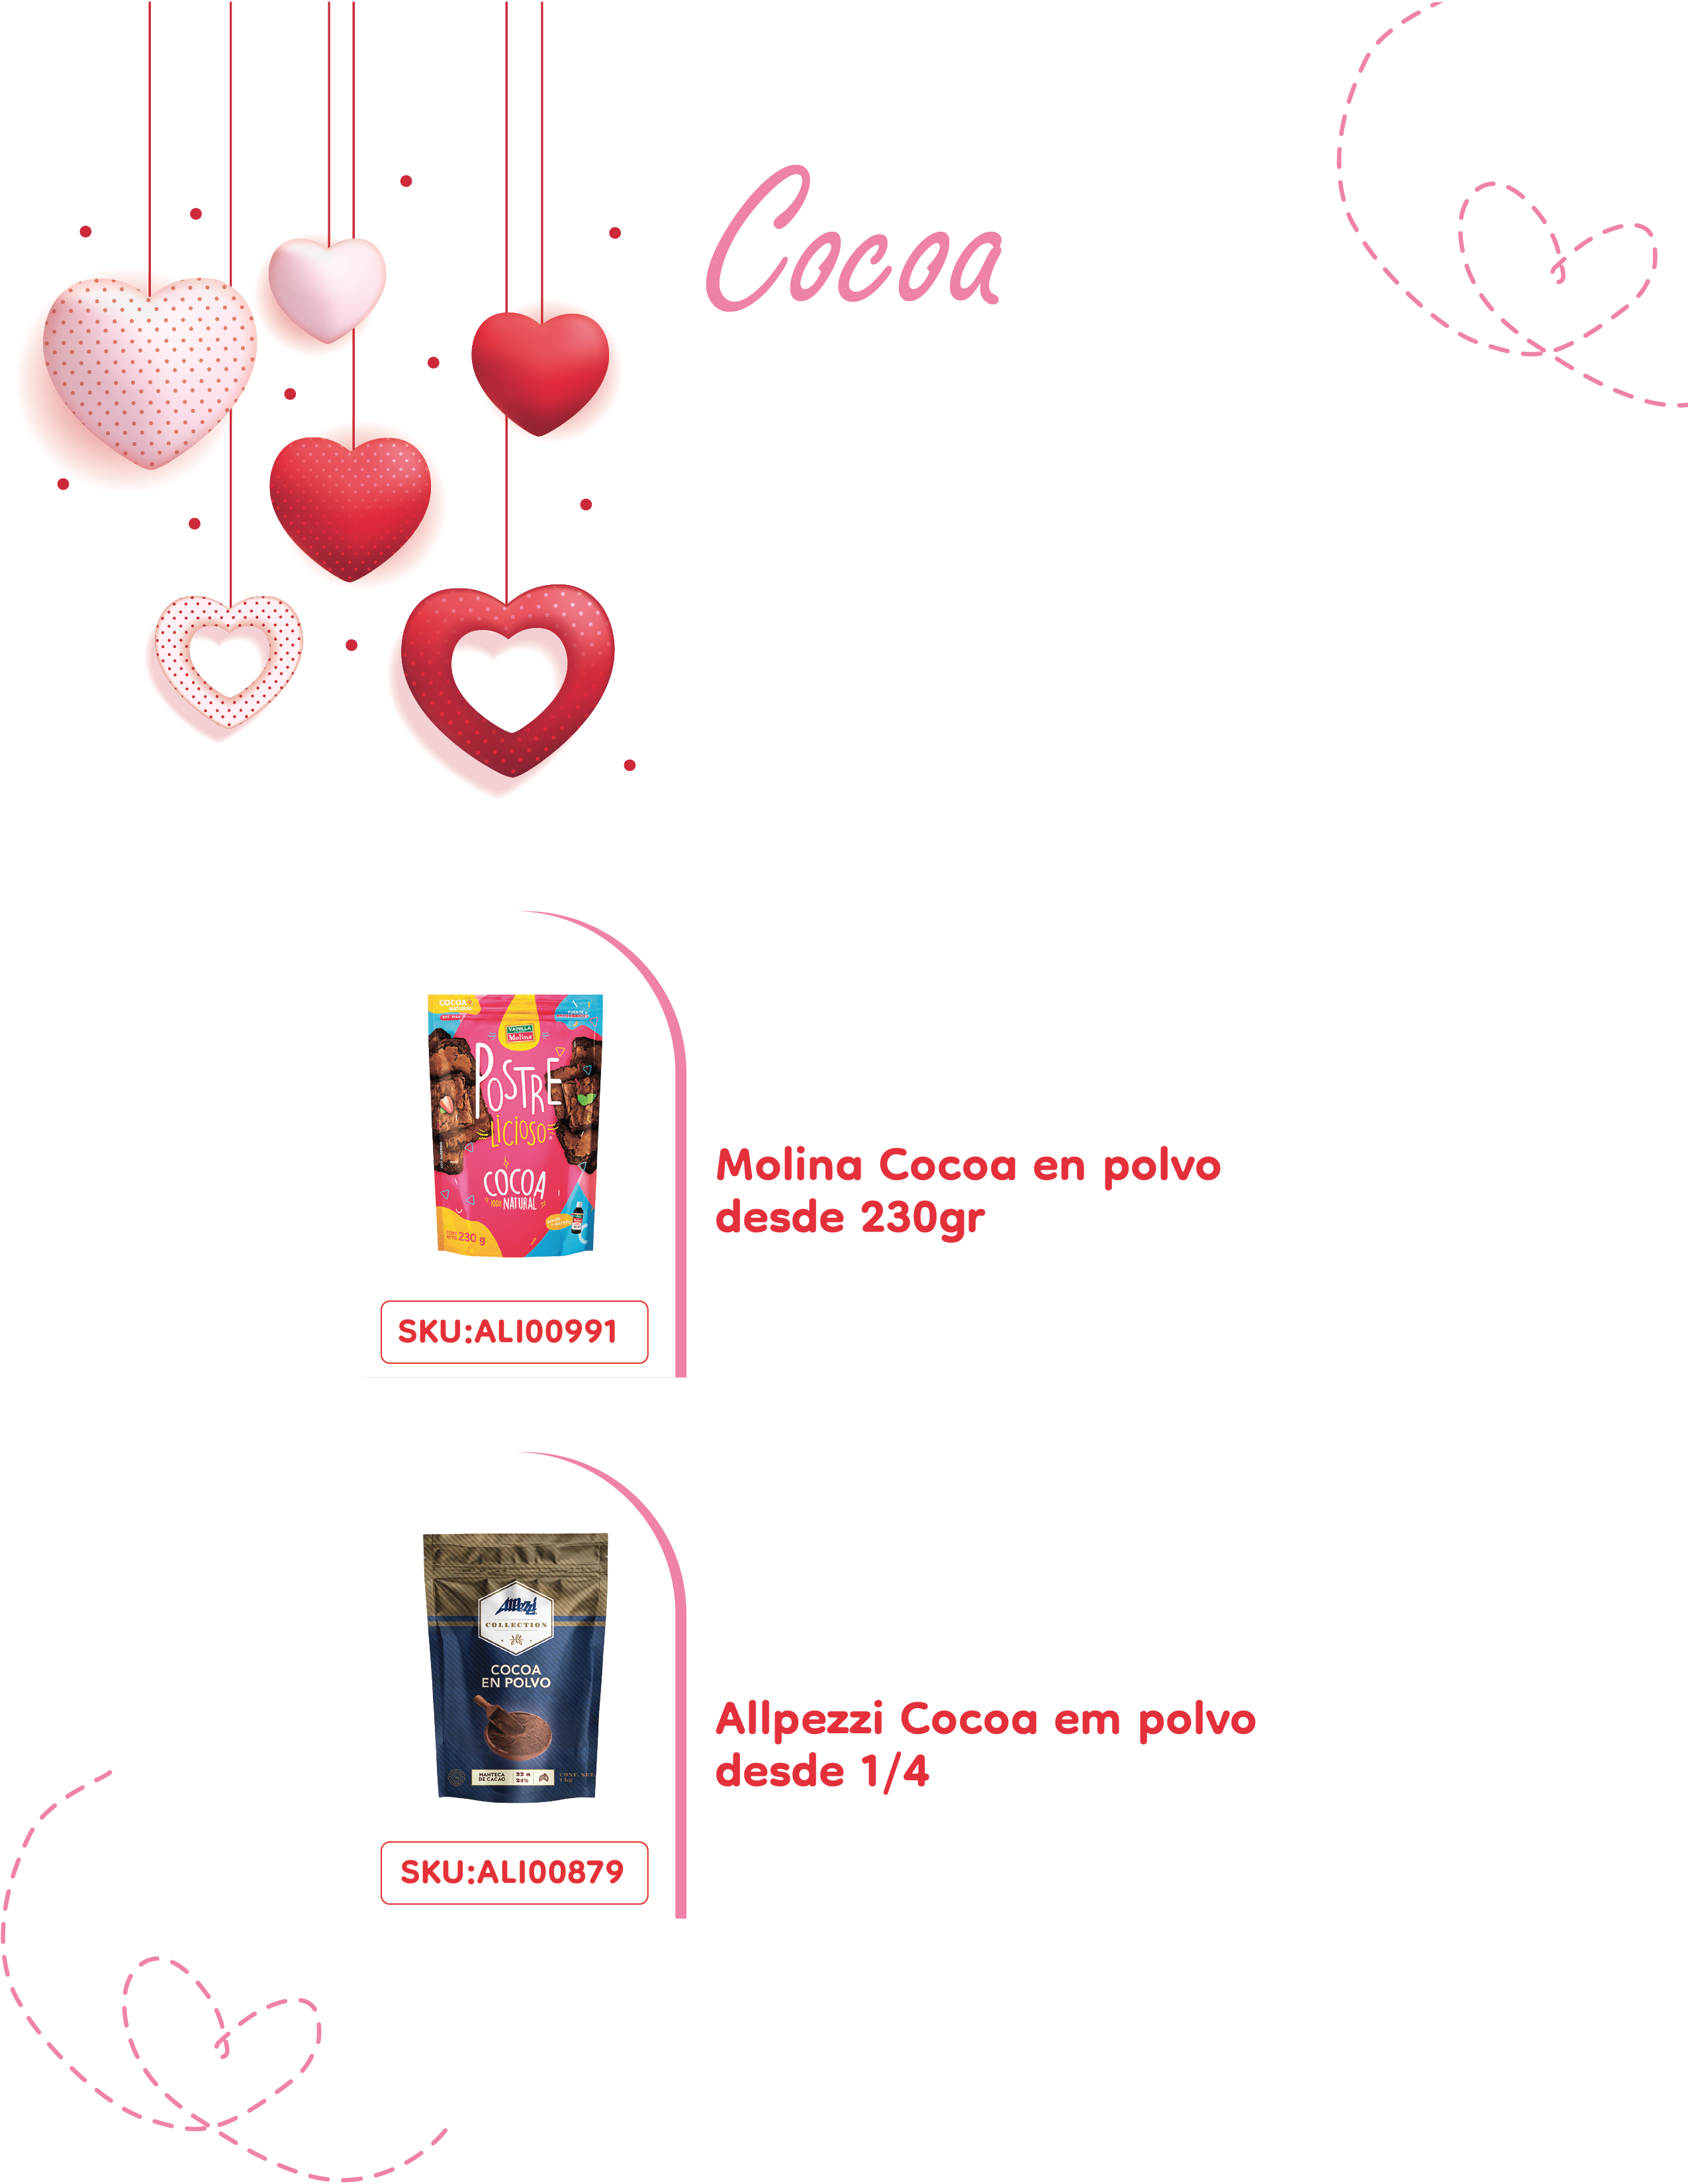 Cocoa
COCOA
NATURAL
VAINILLA
Molina
POSTRE
LICIOSO
COCOA
100% NATURAL
CONT. NETO 230 g
Molina Cocoa en polvo
desde 230gr
SKU:ALI00991
Allpezzi
COLLECTION
COCOA
EN POLVO
MANTECA
DE CACAO
22 a
24%
CONT. NET.
1 kg
Allpezzi Cocoa em polvo
desde 1/4
SKU:ALI00879